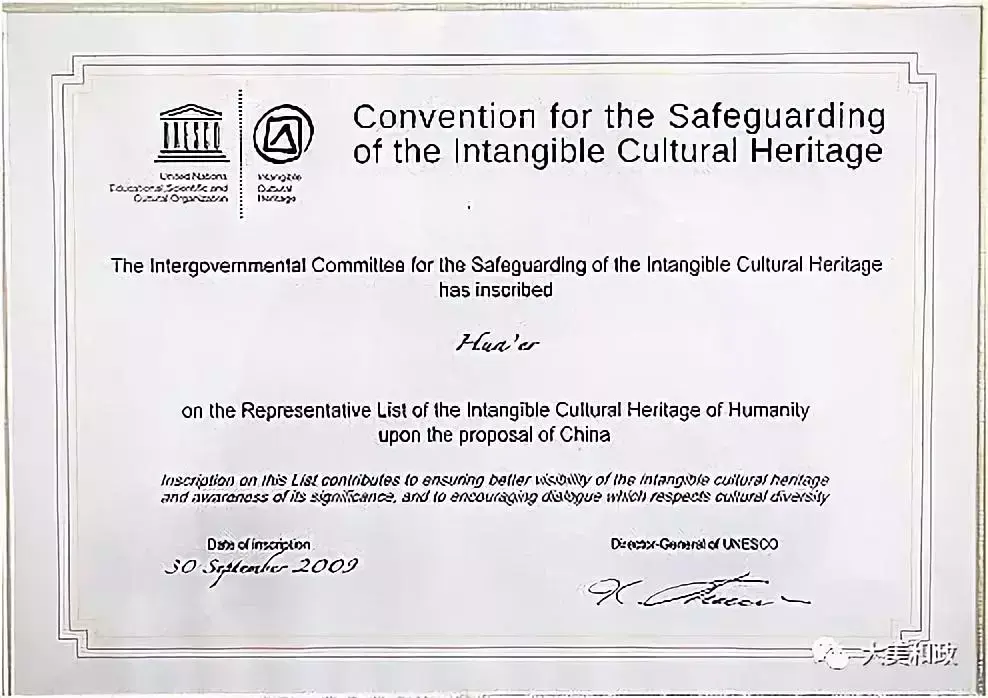 Convention for the Safeguarding
of the Intangible Cultural Heritage
United Nations
Educational, Scientific and
Cultural Organization
Intangible
Cultural
Heritage
The Intergovernmental Committee for the Safeguarding of the Intangible Cultural Heritage
has inscribed
Hua'er
on the Representative List of the Intangible Cultural Heritage of Humanity
upon the proposal of China
Inscription on this List contributes to ensuring better visibility of the intangible cultural heritage
and awareness of its significance, and to encouraging dialogue which respects cultural diversity
Date of inscription
30 September 2009
Director-General of UNESCO
大美和政